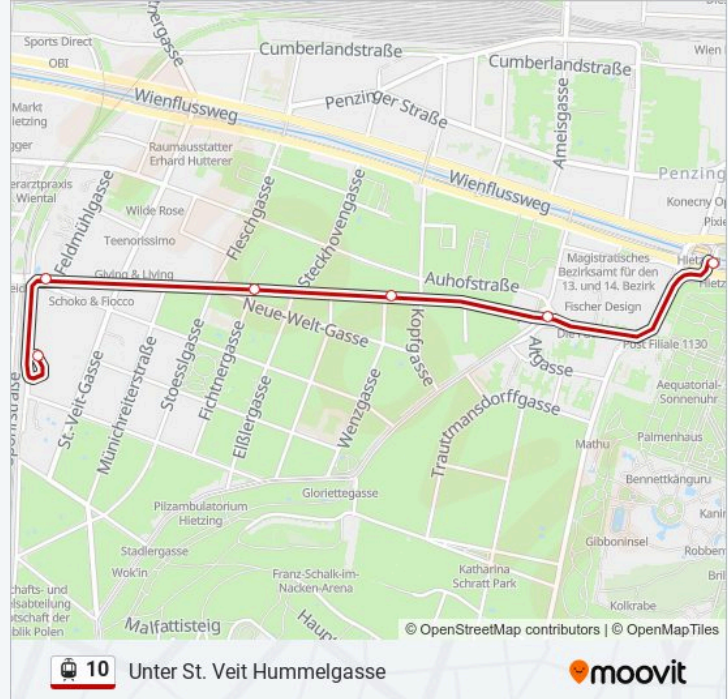 Sports Direct
OBI
Cumberlandstraße
Cumberlandstraße
Wien
Markt
Hietzing
Wienflussweg
Penzinger Straße
Ameisgasse
Raumausstatter
Erhard Hutterer
Penzing
Wienflussweg
Wiental
Feldmühlgasse
Fleschgasse
Steckhovengasse
Konecny Op
Pixie
Wilde Rose
Teenorissimo
Magistratisches
Bezirksamt für den
13. und 14. Bezirk
Giving & Living
Schoko & Fiocco
Auhofstraße
Fischer Design
Neue-Welt-Gasse
Kopfgasse
Altgasse
Post Filiale 1130
St.-Veit-Gasse
Münichreiterstraße
Stoesslgasse
Fichtnergasse
Elßlergasse
Wenzgasse
Trauttmansdorffgasse
Aequatorial-
Sonnenuhr
Mathu
Palmenhaus
Bennettkänguru
Gloriettegasse
Pilzambulatorium
Hietzing
Gibboninsel
Stadlergasse
Wok'in
Franz-Schalk-im-
Nacken-Arena
Katharina
Schratt Park
Kolkrabe
Malfattisteig
© OpenStreetMap contributors | © OpenMapTiles
10 Unter St. Veit Hummelgasse
moovit